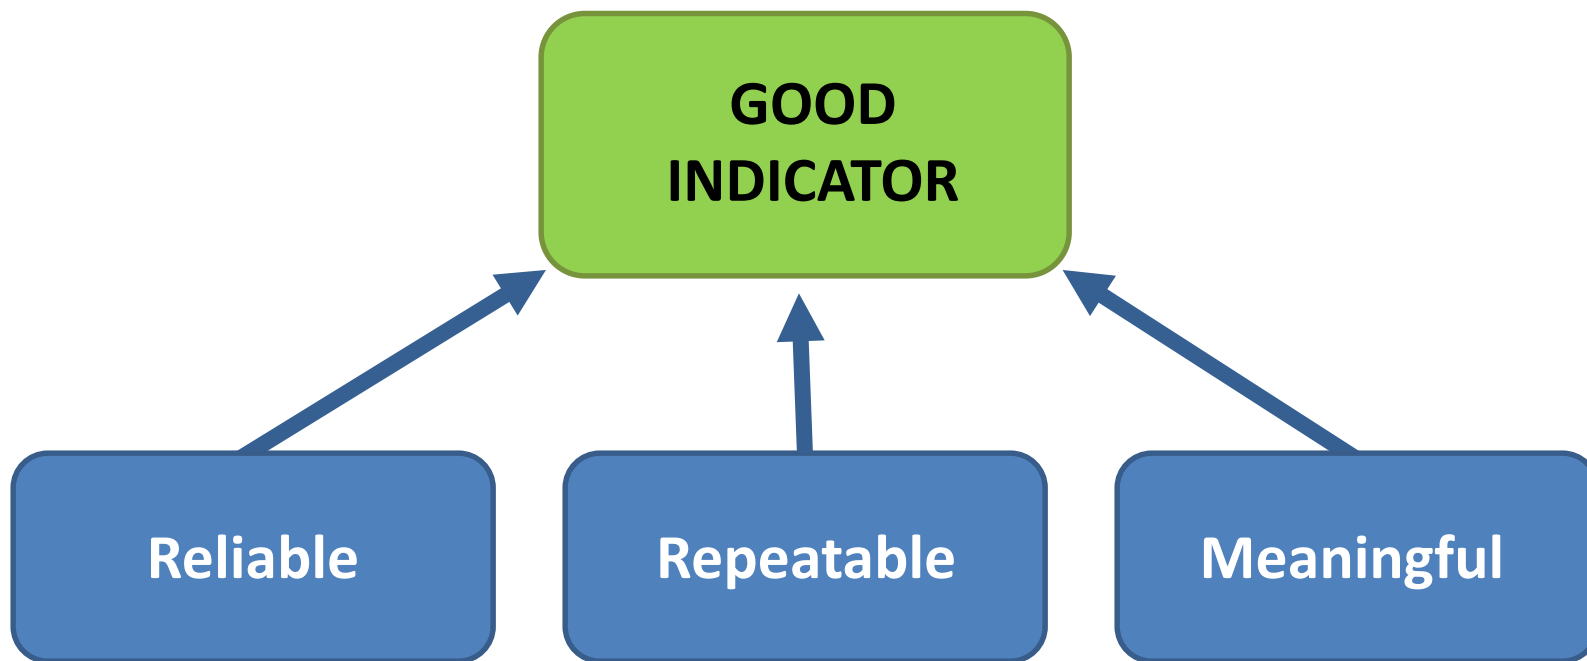 GOOD
INDICATOR
Reliable
Repeatable
Meaningful